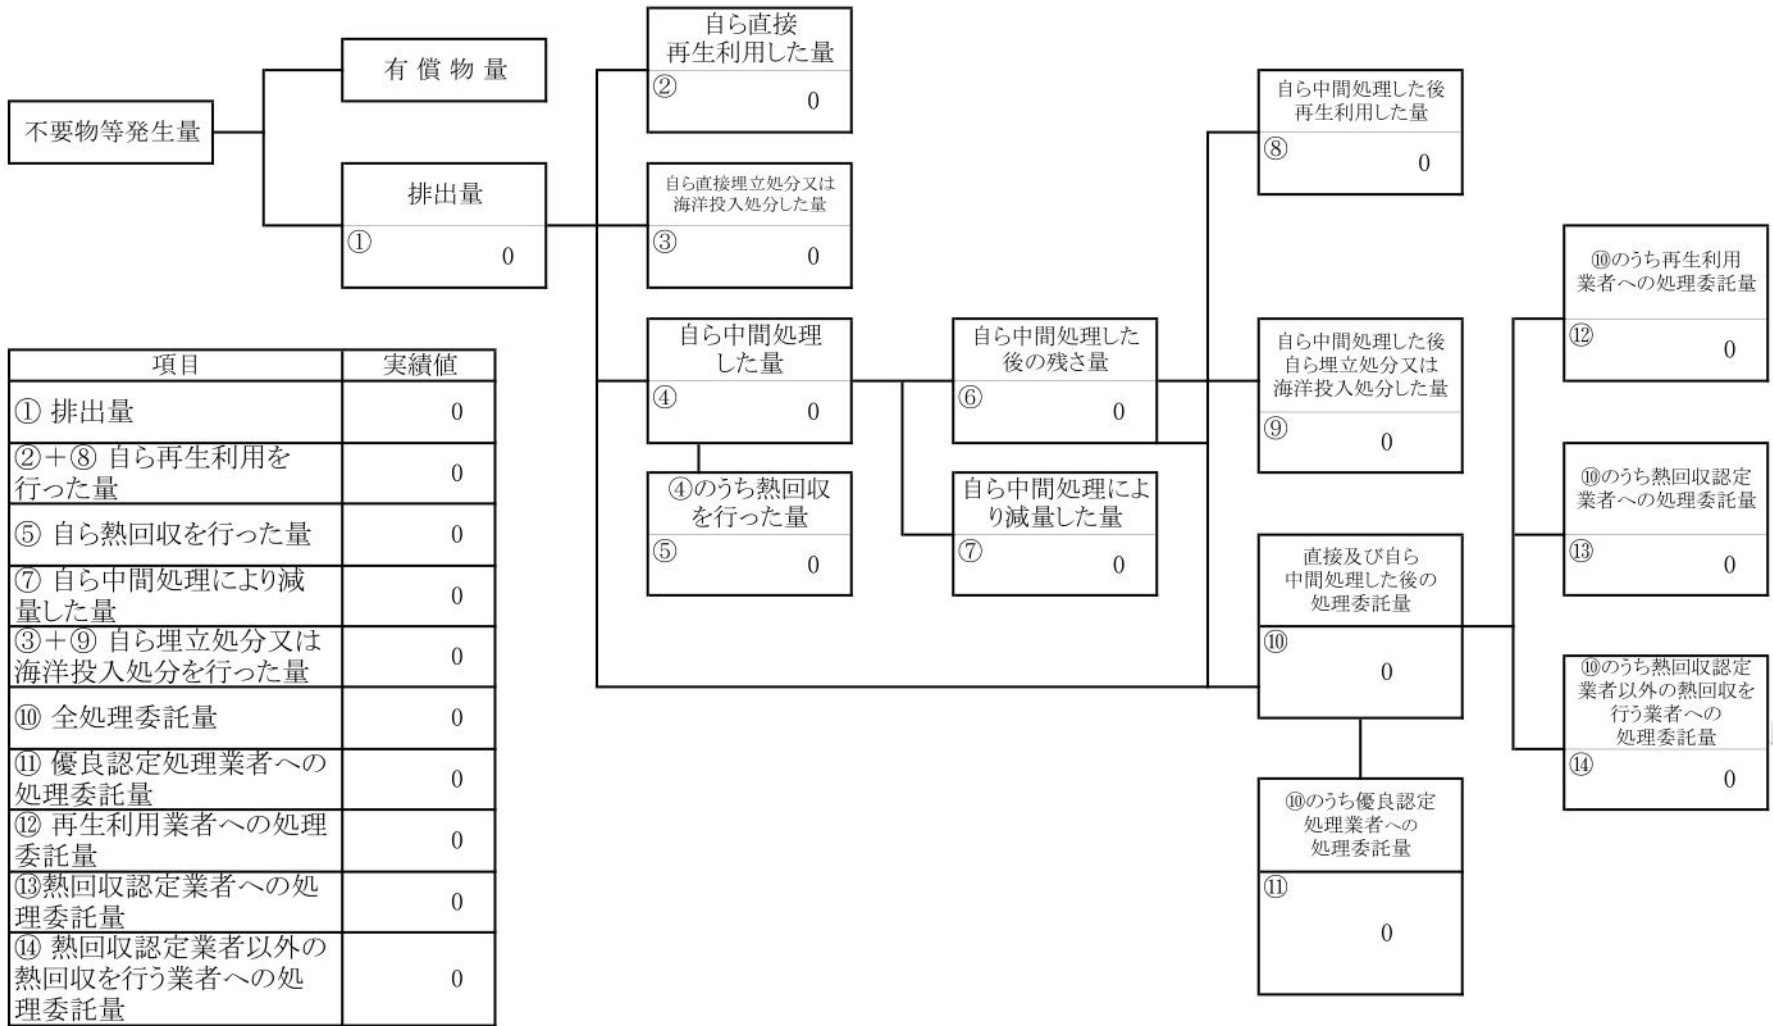 不要物等発生量
有償物量
排出量
①
0
自ら直接
再生利用した量
②
0
自ら直接埋立処分又は
海洋投入処分した量
③
0
自ら中間処理
した量
④
0
④のうち熱回収
を行った量
⑤
0
自ら中間処理した
後の残さ量
⑥
0
自ら中間処理によ
り減量した量
⑦
0
自ら中間処理した後
再生利用した量
⑧
0
自ら中間処理した後
自ら埋立処分又は
海洋投入処分した量
⑨
0
直接及び自ら
中間処理した後の
処理委託量
⑩
0
⑩のうち優良認定
処理業者への
処理委託量
⑪
0
⑩のうち再生利用
業者への処理委託量
⑫
0
⑩のうち熱回収認定
業者への処理委託量
⑬
0
⑩のうち熱回収認定
業者以外の熱回収を
行う業者への
処理委託量
⑭
0
項目 実績値
① 排出量 0
②+⑧ 自ら再生利用を
行った量 0
⑤ 自ら熱回収を行った量 0
⑦ 自ら中間処理により減
量した量 0
③+⑨ 自ら埋立処分又は
海洋投入処分を行った量 0
⑩ 全処理委託量 0
⑪ 優良認定処理業者への
処理委託量 0
⑫ 再生利用業者への処理
委託量 0
⑬熱回収認定業者への処
理委託量 0
⑭ 熱回収認定業者以外の
熱回収を行う業者への処
理委託量 0